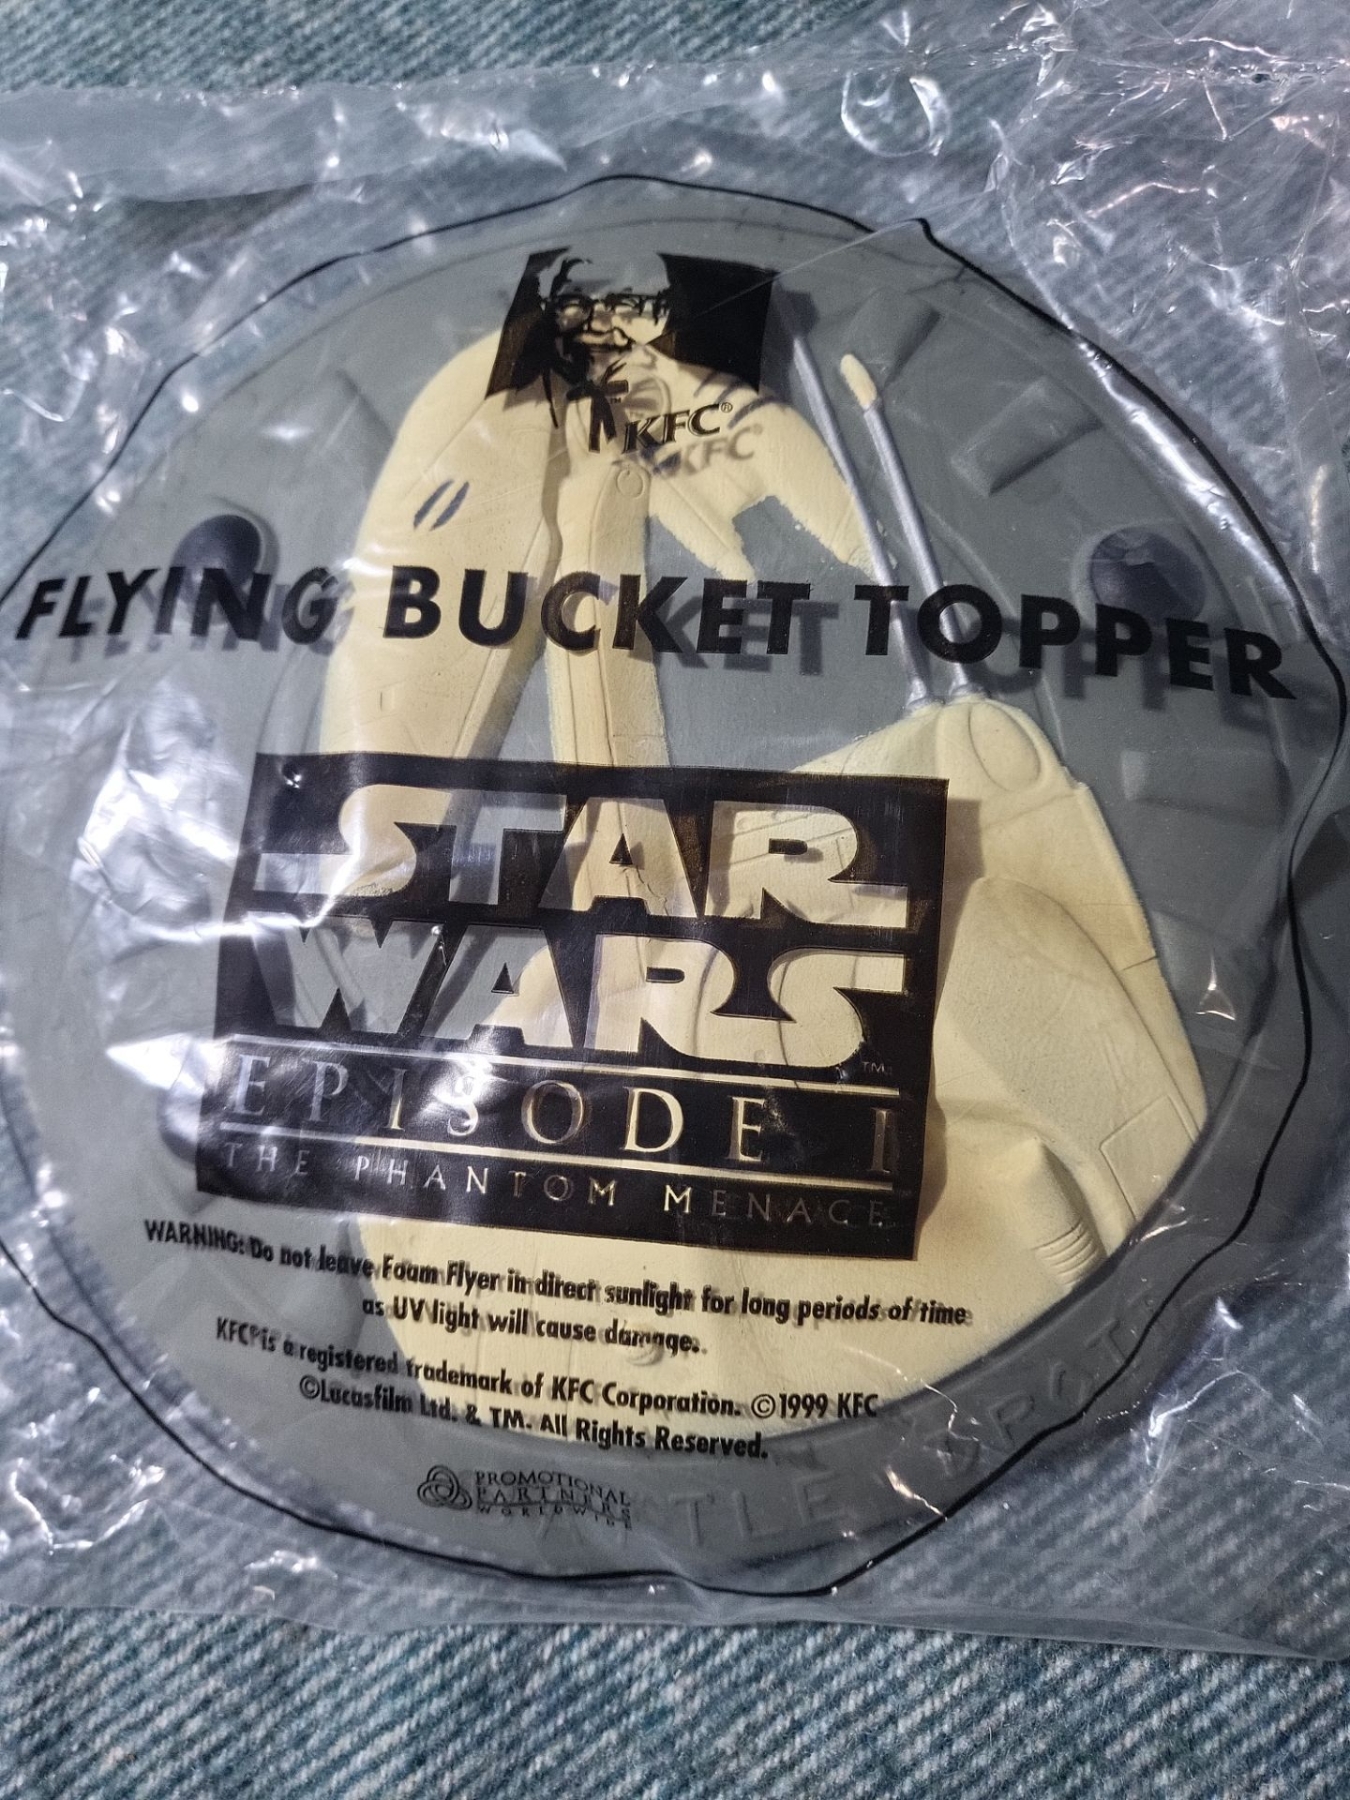 KFC®
FLYING BUCKET TOPPER
STAR
WARS
TM
EPISODE I
THE PHANTOM MENACE
WARNING: Do not leave Foam Flyer in direct sunlight for long periods of time
as UV light will cause damage.
KFC® is a registered trademark of KFC Corporation. ©1999 KFC
©Lucasfilm Ltd. & TM. All Rights Reserved.
PROMOTIONAL
PARTNERS
WORLDWIDE